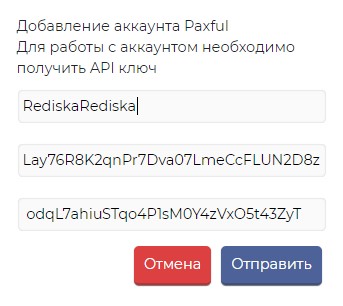 Добавление аккаунта Paxful
Для работы с аккаунтом необходимо
получить API ключ
RediskaRediska
Lay76R8K2qnPr7Dva07LmeCcFLUN2D8z
odqL7ahiuSTqo4P1sM0Y4zVxO5t43ZyT
Отмена Отправить